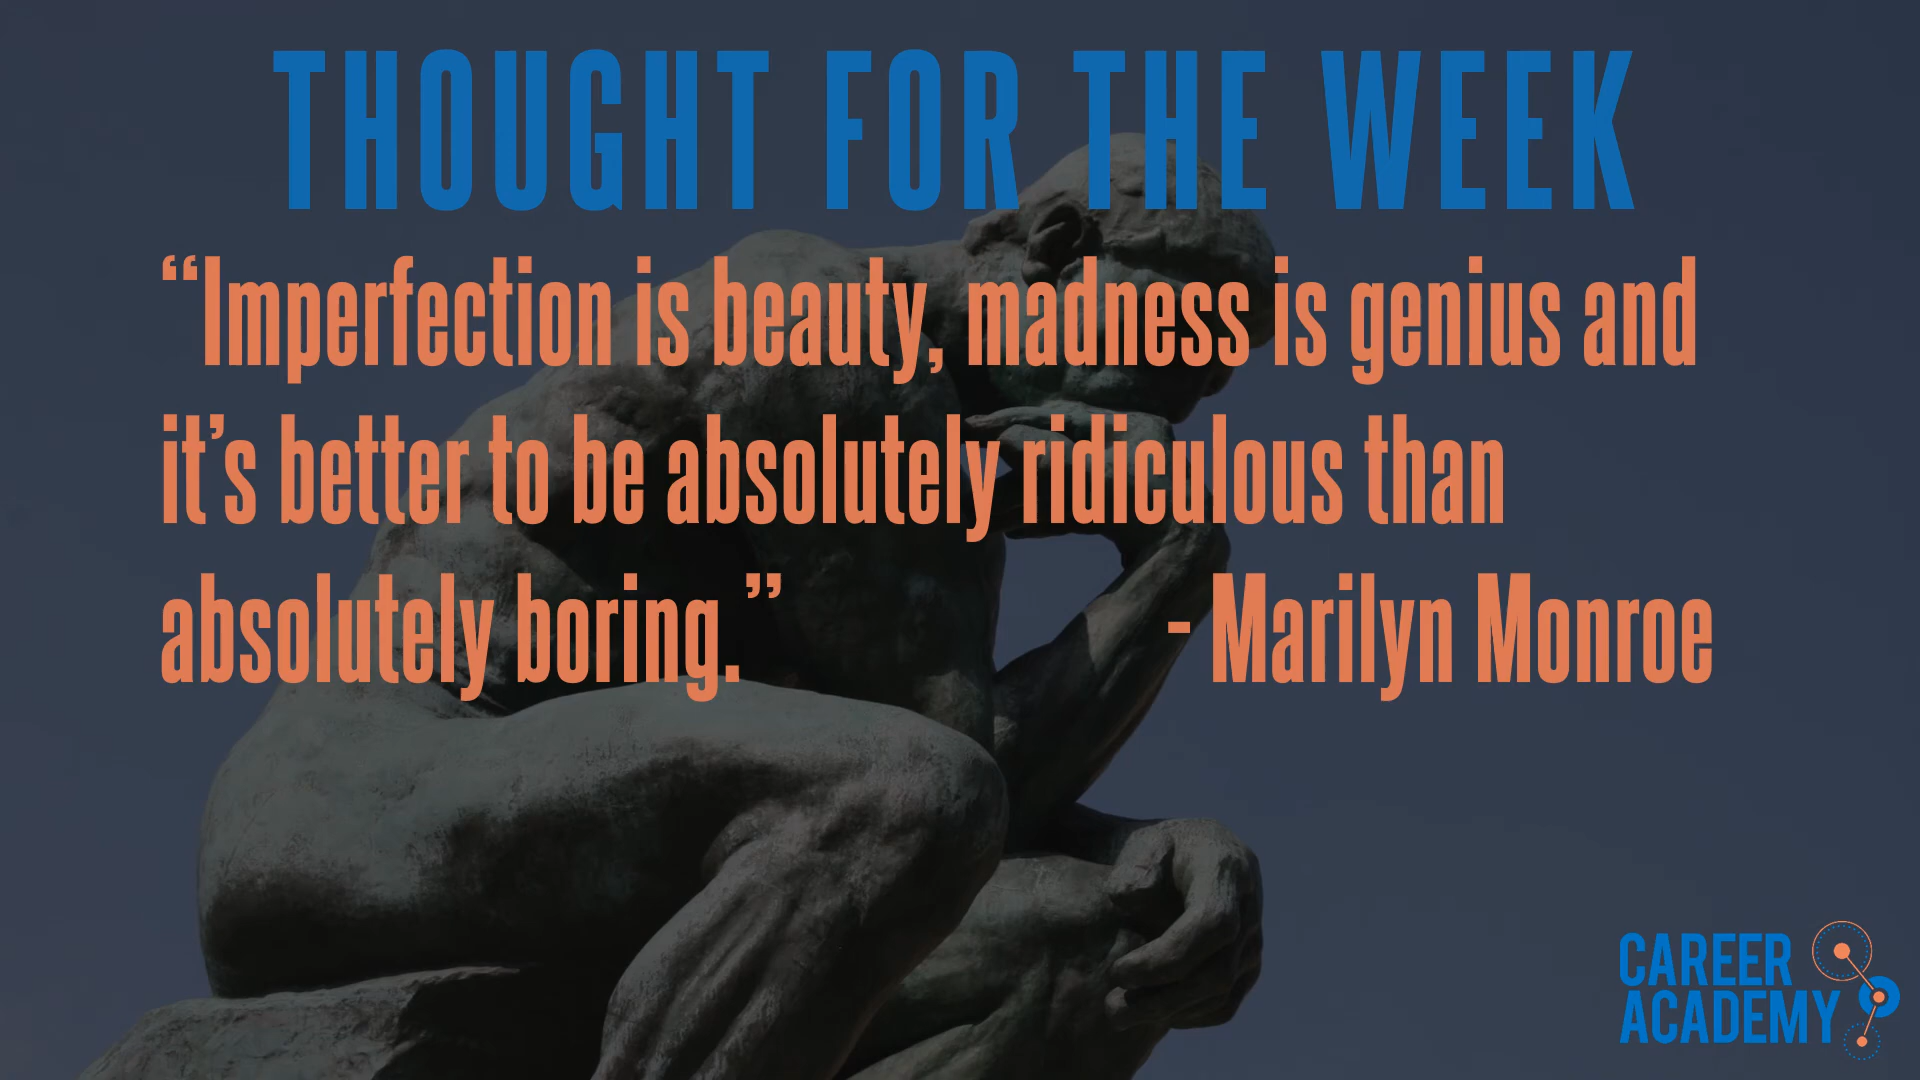 THOUGHT FOR THE WEEK
“Imperfection is beauty, madness is genius and
it’s better to be absolutely ridiculous than
absolutely boring.” - Marilyn Monroe
CAREER
ACADEMY